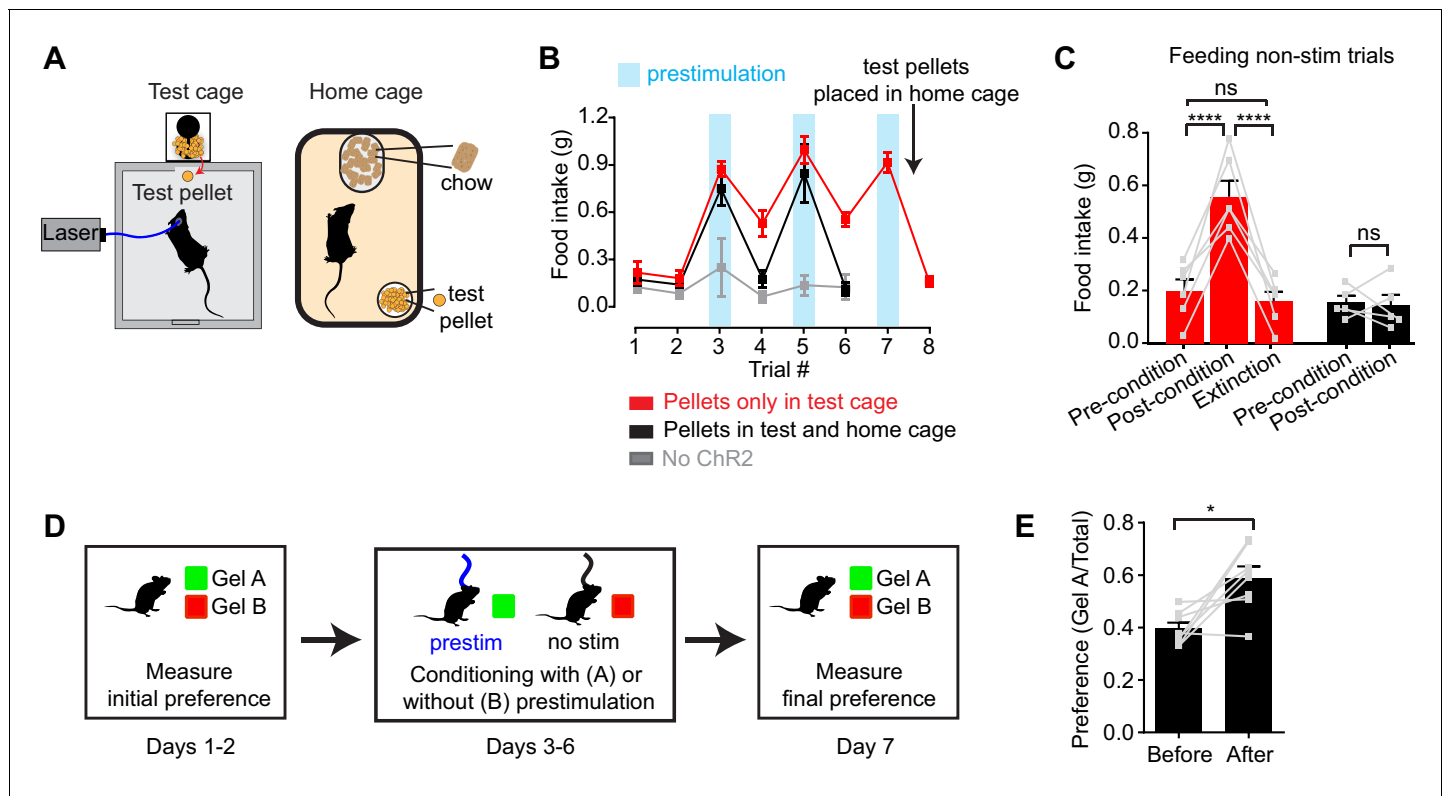 A
Test cage
Home cage
Test pellet
Laser
chow
test
pellet
B
prestimulation
test pellets
placed in home cage
Food intake (g)
1.2
0.9
0.6
0.3
0.0
1 2 3 4 5 6 7 8
Trial #
Pellets only in test cage
Pellets in test and home cage
No ChR2
C
Feeding non-stim trials
ns
**** ****
ns
Food intake (g)
0.8
0.6
0.4
0.2
0.0
Pre-condition
Post-condition
Extinction
Pre-condition
Post-condition
D
Gel A
Gel B
Measure
initial preference
Days 1-2
prestim
no stim
Conditioning with (A) or
without (B) prestimulation
Days 3-6
Gel A
Gel B
Measure
final preference
Day 7
E
*
Preference (Gel A/Total)
0.8
0.6
0.4
0.2
0.0
Before After